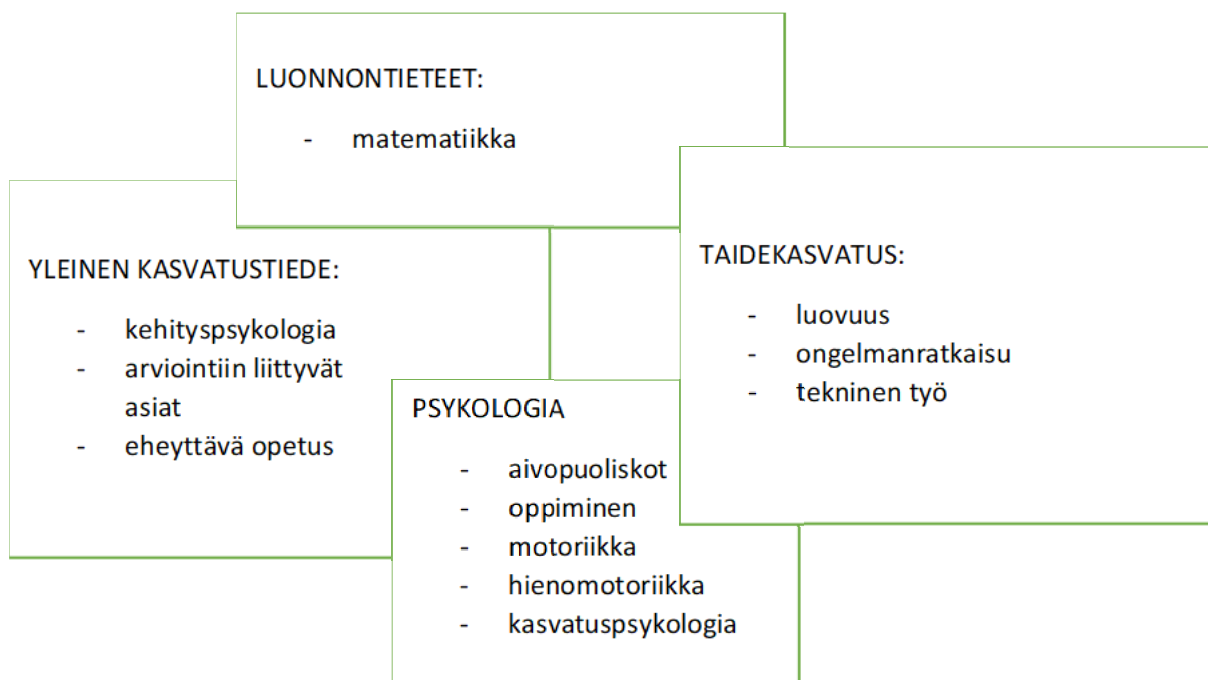 LUONNONTIETEET:
- matematiikka
YLEINEN KASVATUSTIEDE:
- kehityspsykologia
- arviointiin liittyvät
asiat
- eheyttävä opetus
TAIDEKASVATUS:
- luovuus
- ongelmanratkaisu
- tekninen työ
PSYKOLOGIA
- aivopuoliskot
- oppiminen
- motoriikka
- hienomotoriikka
- kasvatuspsykologia